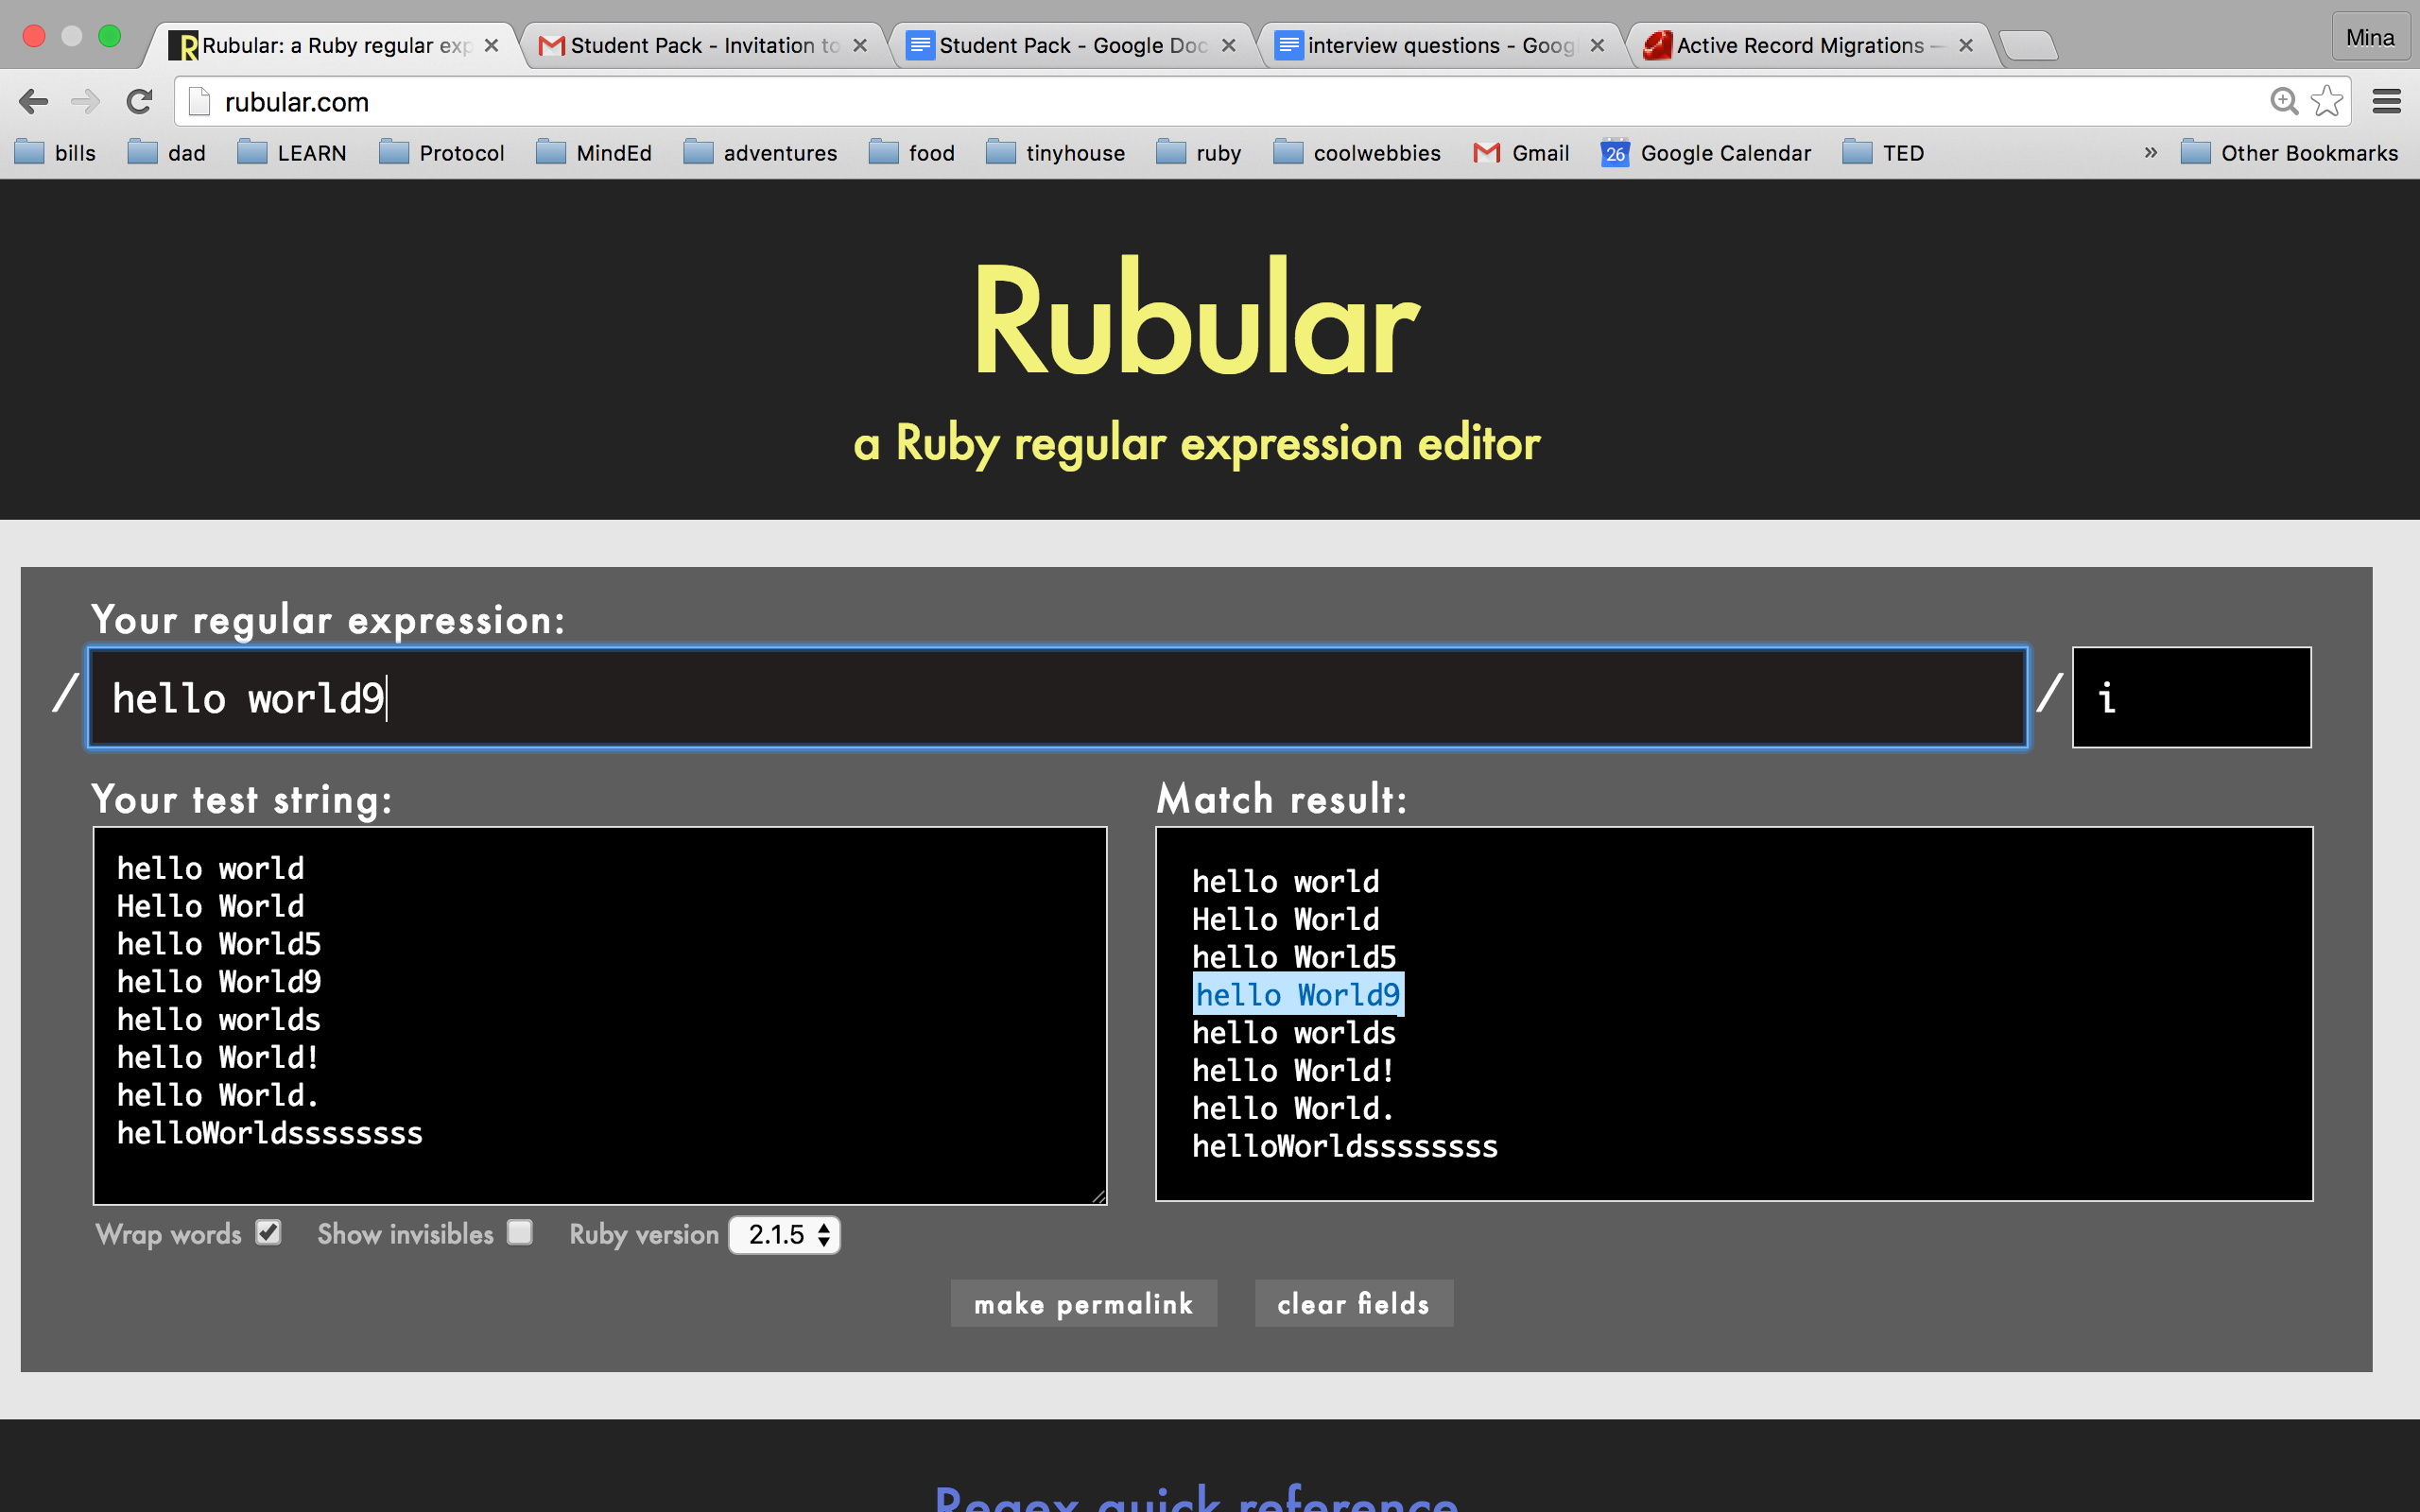 Rubular: a Ruby regular exp
Student Pack - Invitation to
Student Pack - Google Doc
interview questions - Goog
Active Record Migrations —
Mina
rubular.com
bills dad LEARN Protocol MindEd adventures food tinyhouse ruby coolwebbies Gmail 26 Google Calendar TED » Other Bookmarks
Rubular
a Ruby regular expression editor
Your regular expression:
/ hello world9 / i
Your test string:
hello world
Hello World
hello World5
hello World9
hello worlds
hello World!
hello World.
helloWorldssssssss
Match result:
hello world
Hello World
hello World5
hello World9
hello worlds
hello World!
hello World.
helloWorldssssssss
Wrap words Show invisibles Ruby version 2.1.5
make permalink clear fields
Regex quick reference